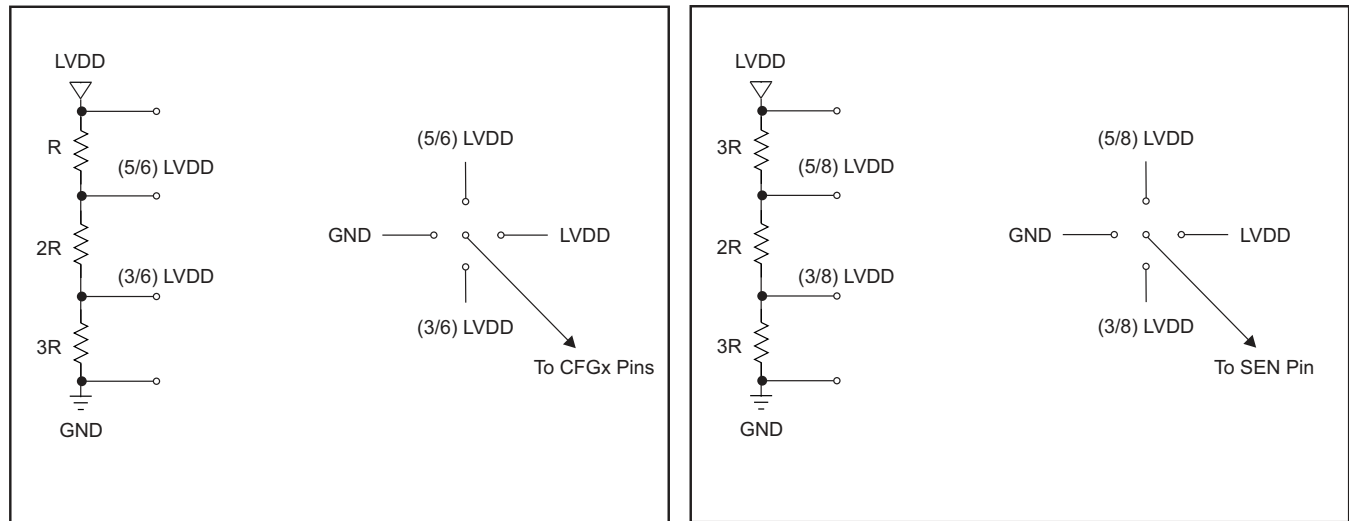 LVDD
R
(5/6) LVDD
2R
(3/6) LVDD
3R
GND
(5/6) LVDD
GND
LVDD
(3/6) LVDD
To CFGx Pins
LVDD
3R
(5/8) LVDD
2R
(3/8) LVDD
3R
GND
(5/8) LVDD
GND
LVDD
(3/8) LVDD
To SEN Pin